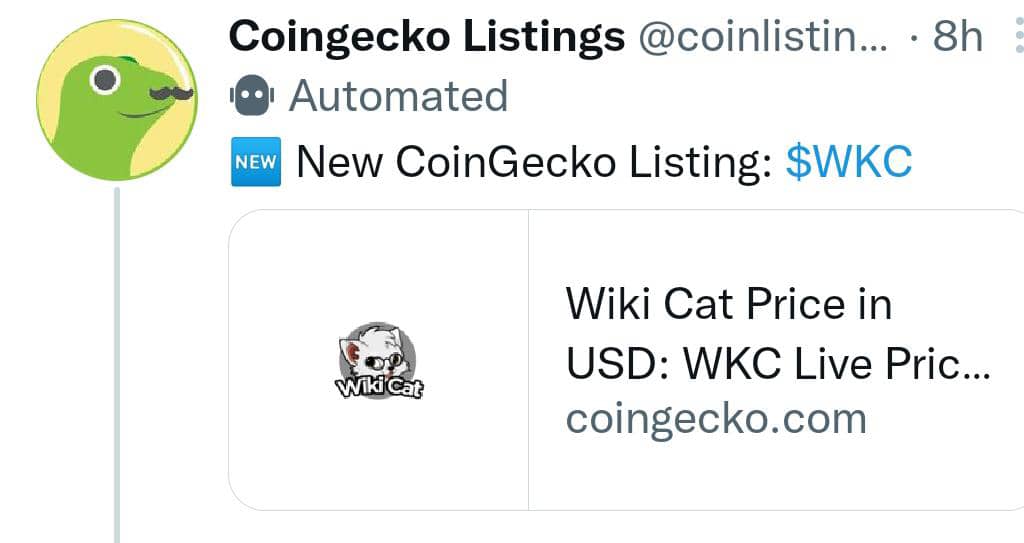 Coingecko Listings @coinlistin... · 8h
Automated
🆕 New CoinGecko Listing: $WKC
Wiki Cat Price in
USD: WKC Live Pric...
coingecko.com
Wiki Cat